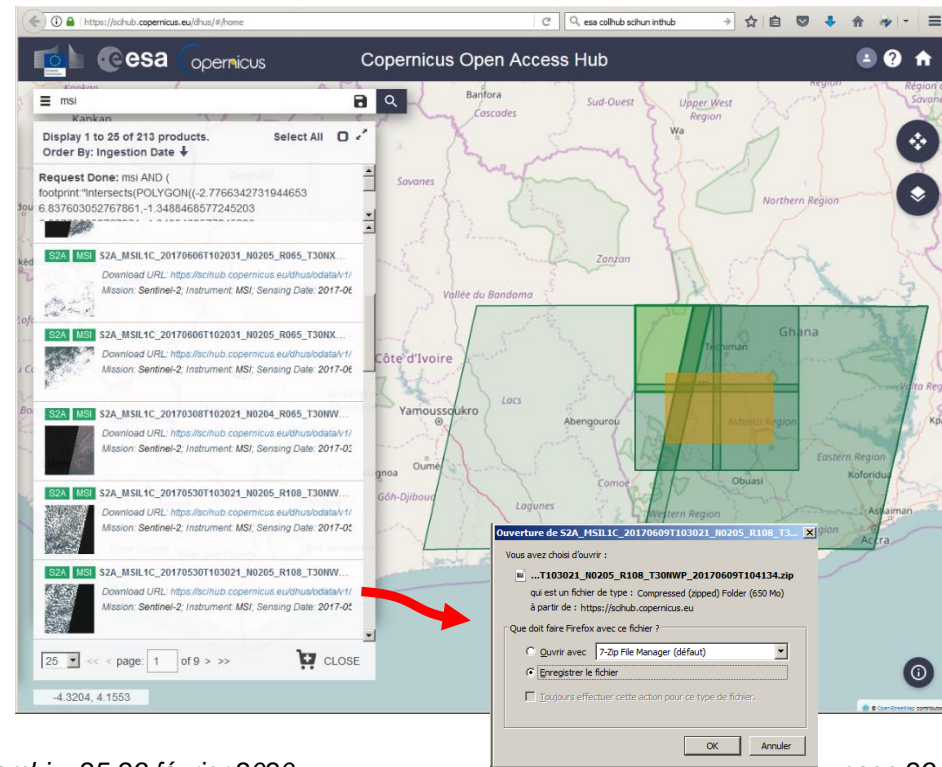 https://scihub.copernicus.eu/dhus/#/home
esa collhub scihun inthub
esa opernicus
Copernicus Open Access Hub
msi
Display 1 to 25 of 213 products.
Select All
Order By: Ingestion Date
Request Done: msi AND (
footprint:"Intersects(POLYGON((-2.7766342731944653
6.837603052767861,-1.3488468577245203
S2A MSI S2A_MSIL1C_20170606T102031_N0205_R065_T30NX...
Download URL: https://scihub.copernicus.eu/dhus/odata/v1/
Mission: Sentinel-2; Instrument: MSI; Sensing Date: 2017-06
S2A MSI S2A_MSIL1C_20170606T102031_N0205_R065_T30NX...
Download URL: https://scihub.copernicus.eu/dhus/odata/v1/
Mission: Sentinel-2; Instrument: MSI; Sensing Date: 2017-06
S2A MSI S2A_MSIL1C_20170308T102021_N0204_R065_T30NW...
Download URL: https://scihub.copernicus.eu/dhus/odata/v1/
Mission: Sentinel-2; Instrument: MSI; Sensing Date: 2017-03
S2A MSI S2A_MSIL1C_20170530T103021_N0205_R108_T30NW...
Download URL: https://scihub.copernicus.eu/dhus/odata/v1/
Mission: Sentinel-2; Instrument: MSI; Sensing Date: 2017-05
S2A MSI S2A_MSIL1C_20170530T103021_N0205_R108_T30NW...
Download URL: https://scihub.copernicus.eu/dhus/odata/v1/
Mission: Sentinel-2; Instrument: MSI; Sensing Date: 2017-05
25 << < page: 1 of 9 > >> CLOSE
-4.3204, 4.1553
Kankan
Banfora
Cascades
Sud-Ouest
Upper West
Region
Wa
Savanes
Northern Region
Zanzan
Vallée du Bandama
Ghana
Techiman
Côte d'Ivoire
Lacs
Yamoussoukro
Abengourou
Ashanti Region
Oumé
Gôh-Djiboua
Comoé
Obuasi
Eastern Region
Koforidua
Lagunes
Western Region
Ashaiman
Accra
Ouverture de S2A_MSIL1C_20170609T103021_N0205_R108_T3...
Vous avez choisi d'ouvrir :
...T103021_N0205_R108_T30NWP_20170609T104134.zip
qui est un fichier de type : Compressed (zipped) Folder (650 Mo)
à partir de : https://scihub.copernicus.eu
Que doit faire Firefox avec ce fichier ?
Ouvrir avec 7-Zip File Manager (défaut)
Enregistrer le fichier
Toujours effectuer cette action pour ce type de fichier.
OK Annuler
© OpenStreetMap contributors